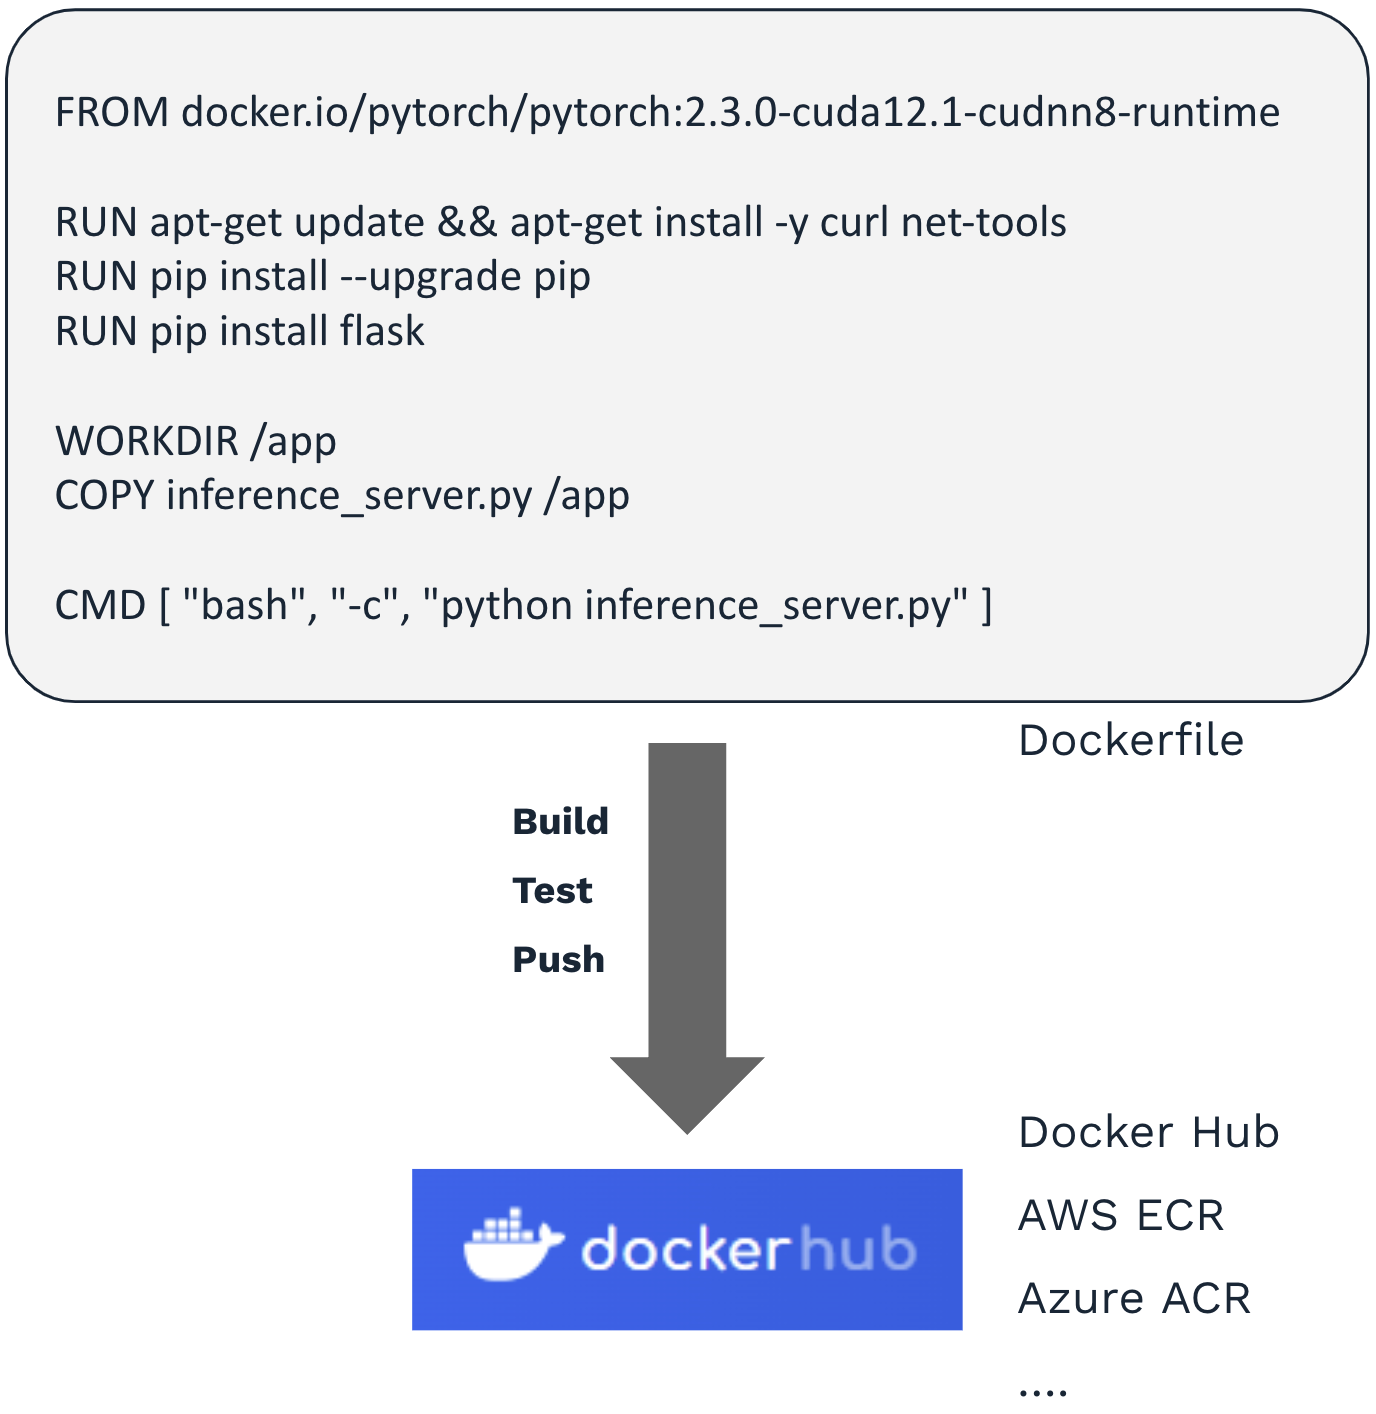 FROM docker.io/pytorch/pytorch:2.3.0-cuda12.1-cudnn8-runtime
RUN apt-get update && apt-get install -y curl net-tools
RUN pip install --upgrade pip
RUN pip install flask
WORKDIR /app
COPY inference_server.py /app
CMD [ "bash", "-c", "python inference_server.py" ]
Dockerfile
Build
Test
Push
docker hub
Docker Hub
AWS ECR
Azure ACR
....